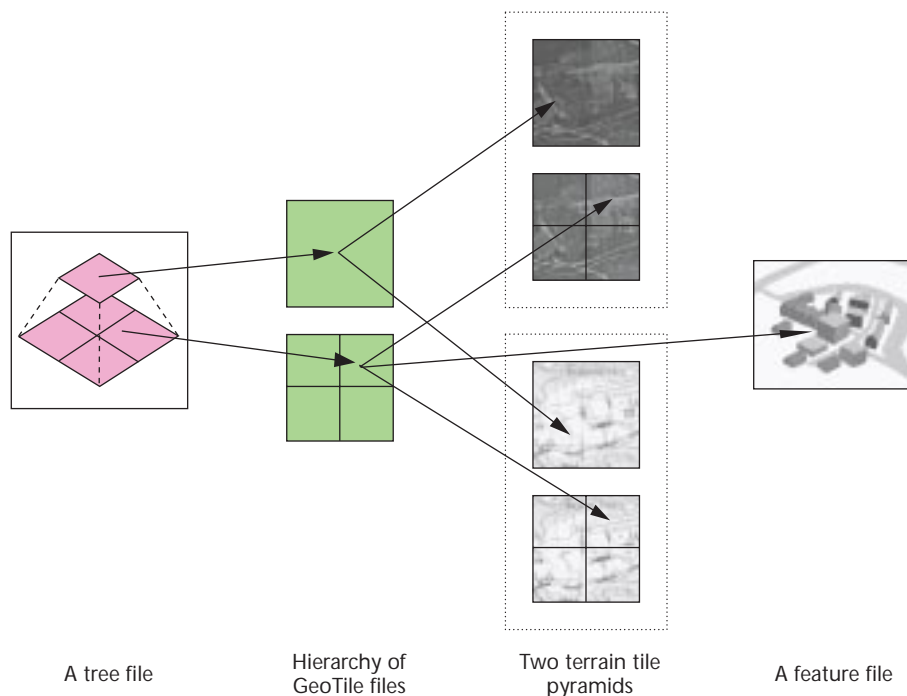 A tree file
Hierarchy of
GeoTile files
Two terrain tile
pyramids
A feature file